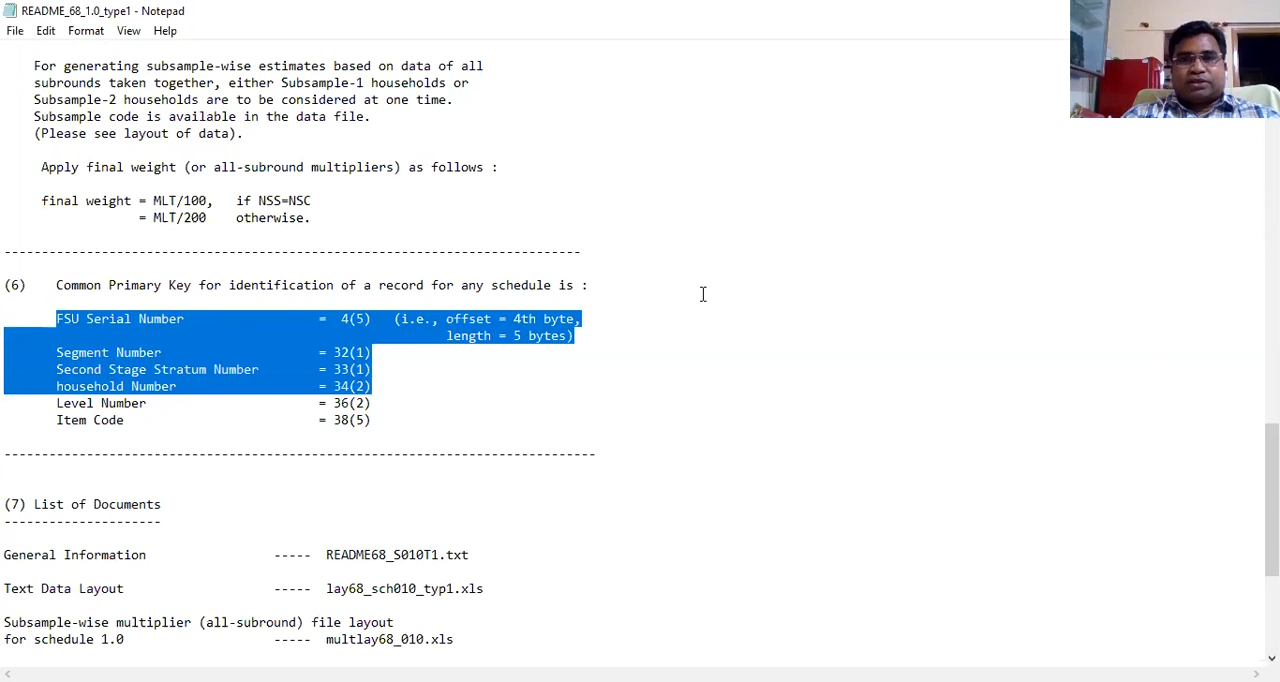 README_68_1.0_type1 - Notepad
File Edit Format View Help
For generating subsample-wise estimates based on data of all
subrounds taken together, either Subsample-1 households or
Subsample-2 households are to be considered at one time.
Subsample code is available in the data file.
(Please see layout of data).
Apply final weight (or all-subround multipliers) as follows :
final weight = MLT/100, if NSS=NSC
= MLT/200 otherwise.
-----------------------------------------------------------------------------
(6) Common Primary Key for identification of a record for any schedule is :
FSU Serial Number = 4(5) (i.e., offset = 4th byte,
length = 5 bytes)
Segment Number = 32(1)
Second Stage Stratum Number = 33(1)
household Number = 34(2)
Level Number = 36(2)
Item Code = 38(5)
-------------------------------------------------------------------------------
(7) List of Documents
---------------------
General Information ----- README68_S010T1.txt
Text Data Layout ----- lay68_sch010_typ1.xls
Subsample-wise multiplier (all-subround) file layout
for schedule 1.0 ----- multlay68_010.xls